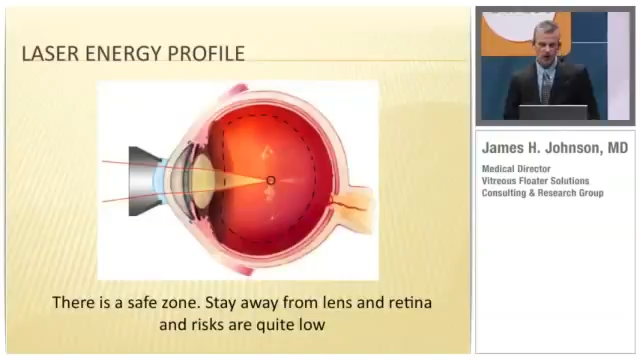 LASER ENERGY PROFILE
There is a safe zone. Stay away from lens and retina
and risks are quite low
James H. Johnson, MD
Medical Director
Vitreous Floater Solutions
Consulting & Research Group